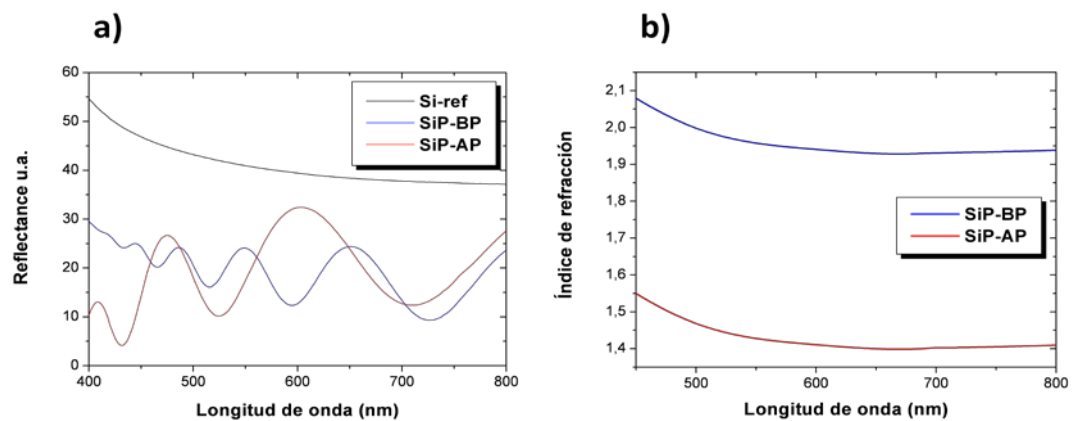 a)
60
50
40
30
20
10
0
400
500
600
700
800
Reflectance u.a.
Longitud de onda (nm)
Si-ref
SiP-BP
SiP-AP
b)
2,1
2,0
1,9
1,8
1,7
1,6
1,5
1,4
500
600
700
800
Índice de refracción
Longitud de onda (nm)
SiP-BP
SiP-AP